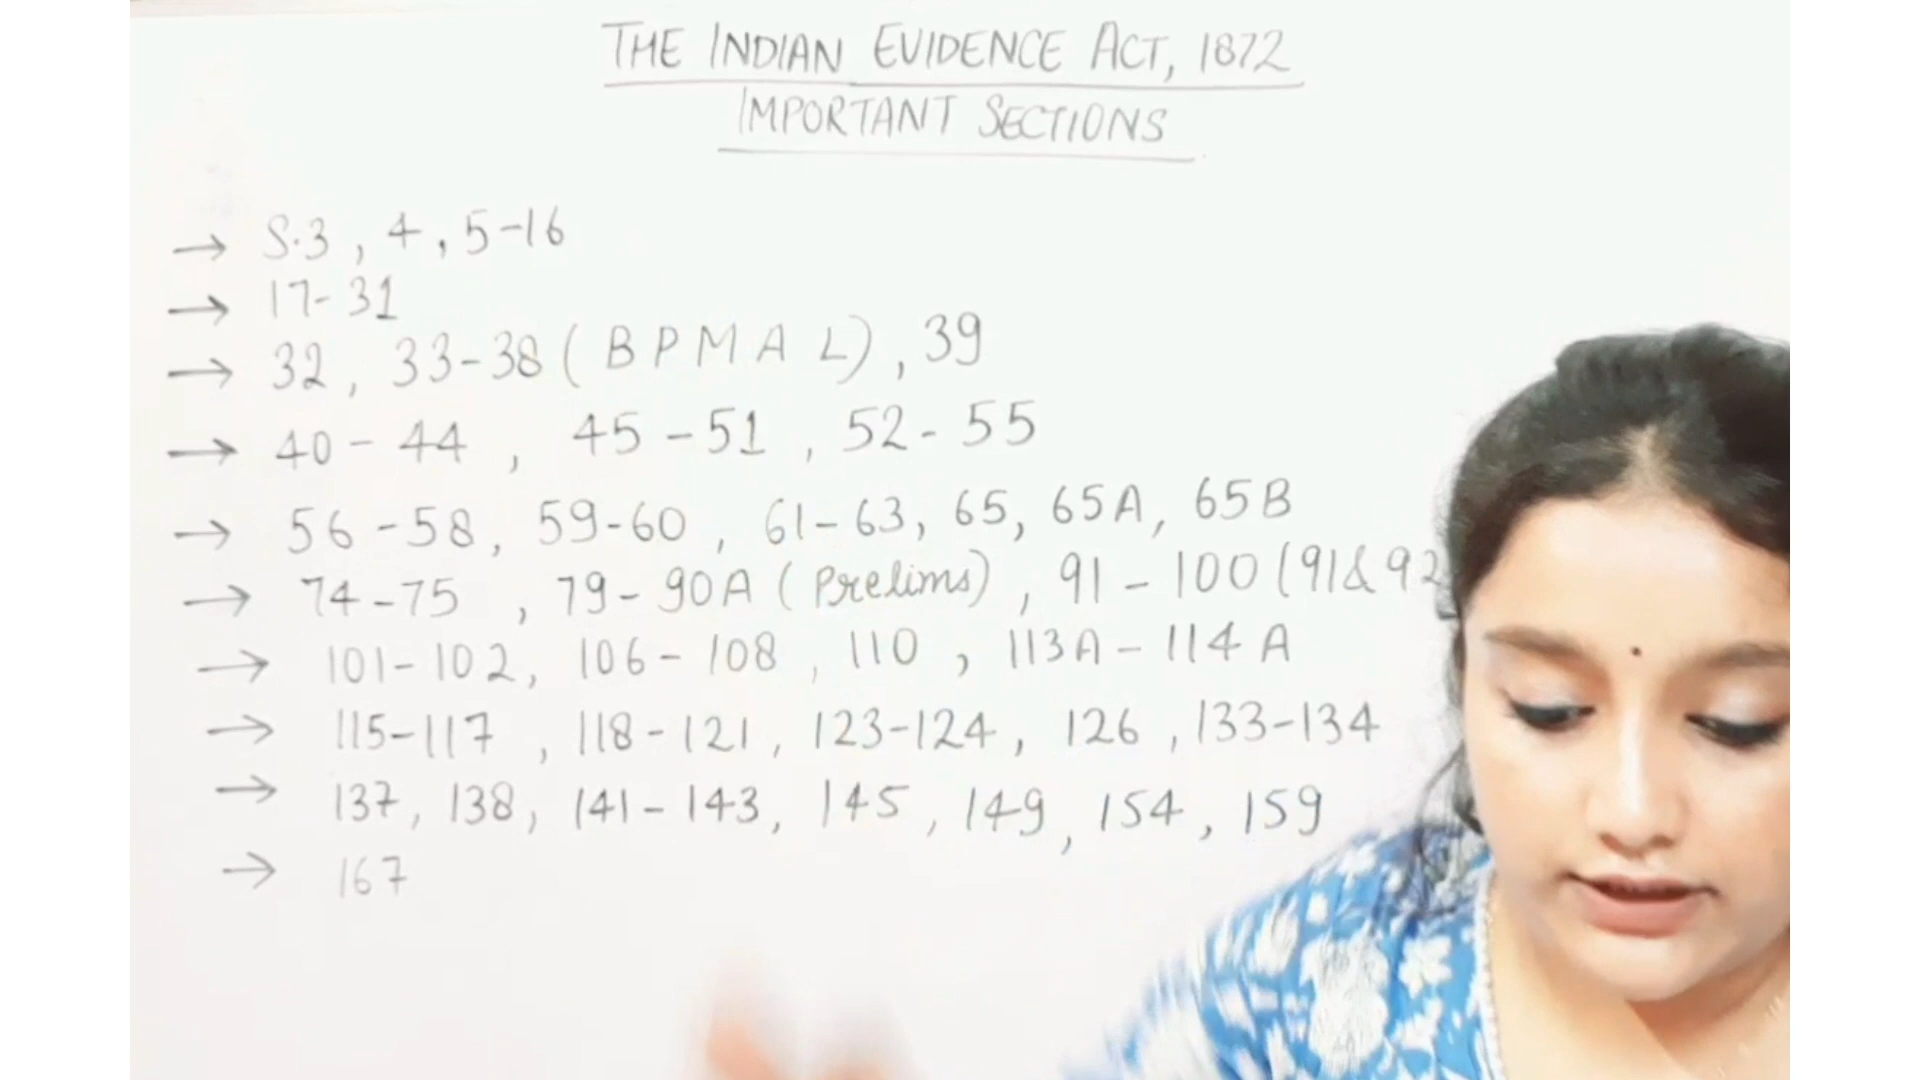 THE INDIAN EVIDENCE ACT, 1872
IMPORTANT SECTIONS
→ S.3, 4, 5-16
→ 17-31
→ 32, 33-38 (B P M A L), 39
→ 40-44, 45-51, 52-55
→ 56-58, 59-60, 61-63, 65, 65A, 65B
→ 74-75, 79-90A (Prelims), 91-100 (91 & 92
→ 101-102, 106-108, 110, 113A-114A
→ 115-117, 118-121, 123-124, 126, 133-134
→ 137, 138, 141-143, 145, 149, 154, 159
→ 167